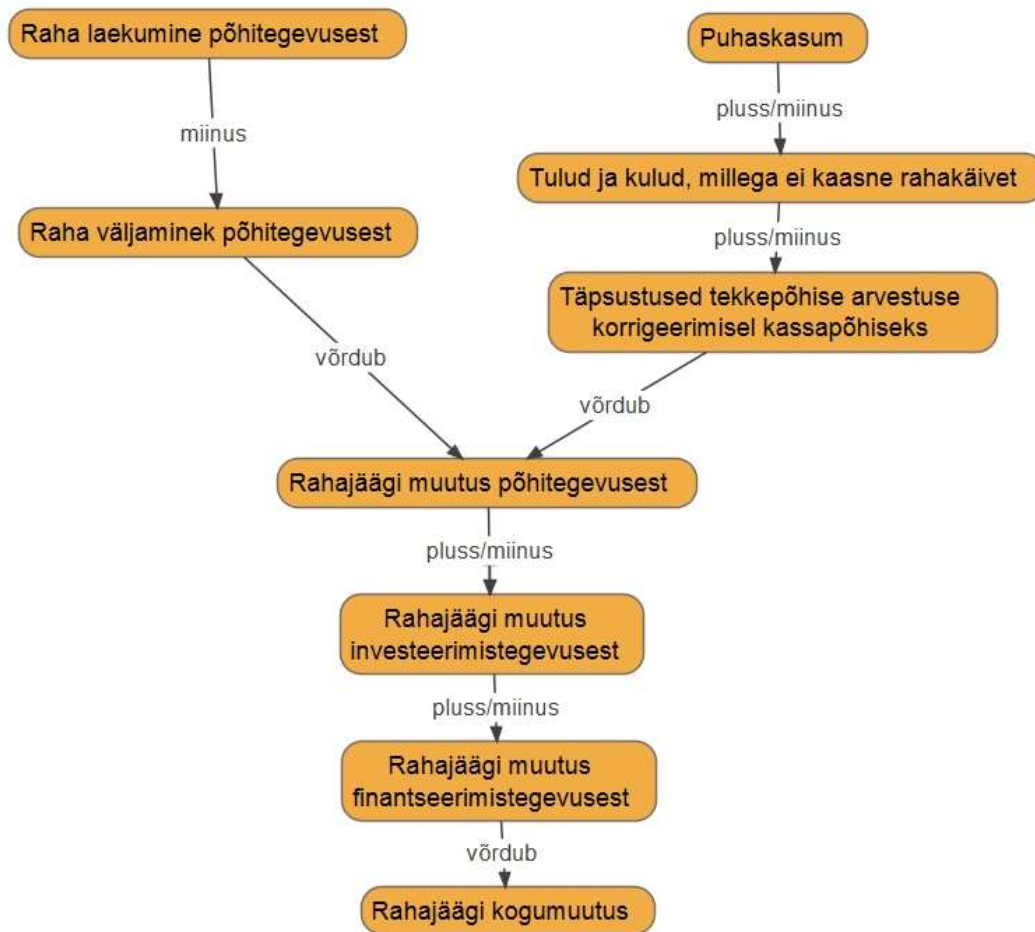 Raha laekumine põhitegevusest
Puhaskasum
pluss/miinus
miinus
Tulud ja kulud, millega ei kaasne rahakäivet
Raha väljaminek põhitegevusest
pluss/miinus
Täpsustused tekkepõhise arvestuse
korrigeerimisel kassapõhiseks
võrdub
võrdub
Rahajäägi muutus põhitegevusest
pluss/miinus
Rahajäägi muutus
investeerimistegevusest
pluss/miinus
Rahajäägi muutus
finantseerimistegevusest
võrdub
Rahajäägi kogumuutus